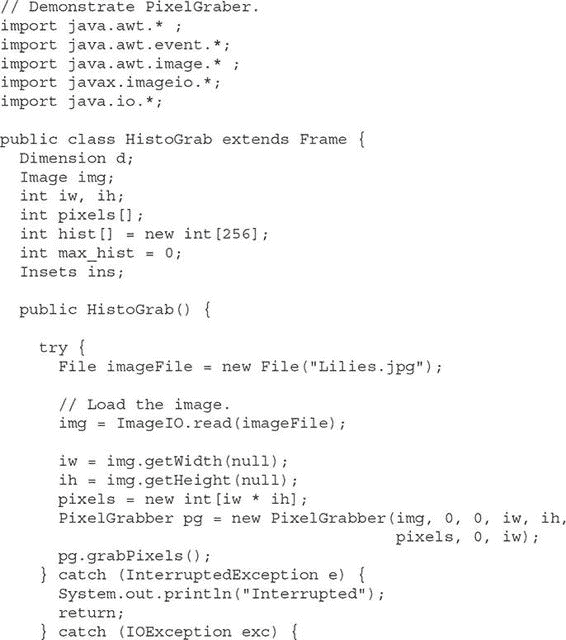 // Demonstrate PixelGraber.
import java.awt.* ;
import java.awt.event.*;
import java.awt.image.* ;
import javax.imageio.*;
import java.io.*;

public class HistoGrab extends Frame {
  Dimension d;
  Image img;
  int iw, ih;
  int pixels[];
  int hist[] = new int[256];
  int max_hist = 0;
  Insets ins;

  public HistoGrab() {

    try {
      File imageFile = new File("Lilies.jpg");

      // Load the image.
      img = ImageIO.read(imageFile);

      iw = img.getWidth(null);
      ih = img.getHeight(null);
      pixels = new int[iw * ih];
      PixelGrabber pg = new PixelGrabber(img, 0, 0, iw, ih,
                                         pixels, 0, iw);
      pg.grabPixels();
    } catch (InterruptedException e) {
      System.out.println("Interrupted");
      return;
    } catch (IOException exc) {